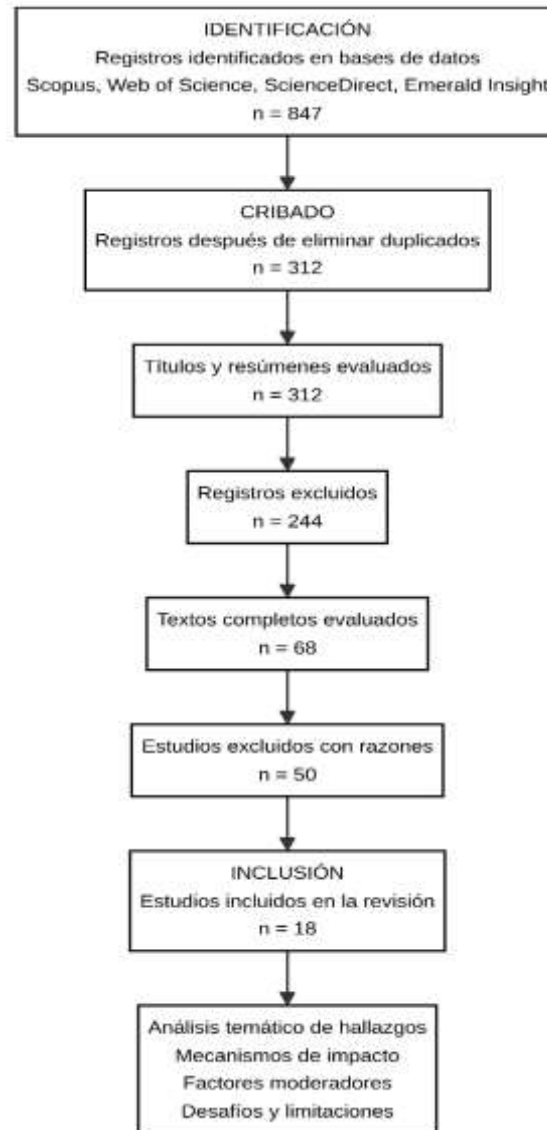 IDENTIFICACIÓN
Registros identificados en bases de datos
Scopus, Web of Science, ScienceDirect, Emerald Insight
n = 847
CRIBADO
Registros después de eliminar duplicados
n = 312
Títulos y resúmenes evaluados
n = 312
Registros excluidos
n = 244
Textos completos evaluados
n = 68
Estudios excluidos con razones
n = 50
INCLUSIÓN
Estudios incluidos en la revisión
n = 18
Análisis temático de hallazgos
Mecanismos de impacto
Factores moderadores
Desafíos y limitaciones